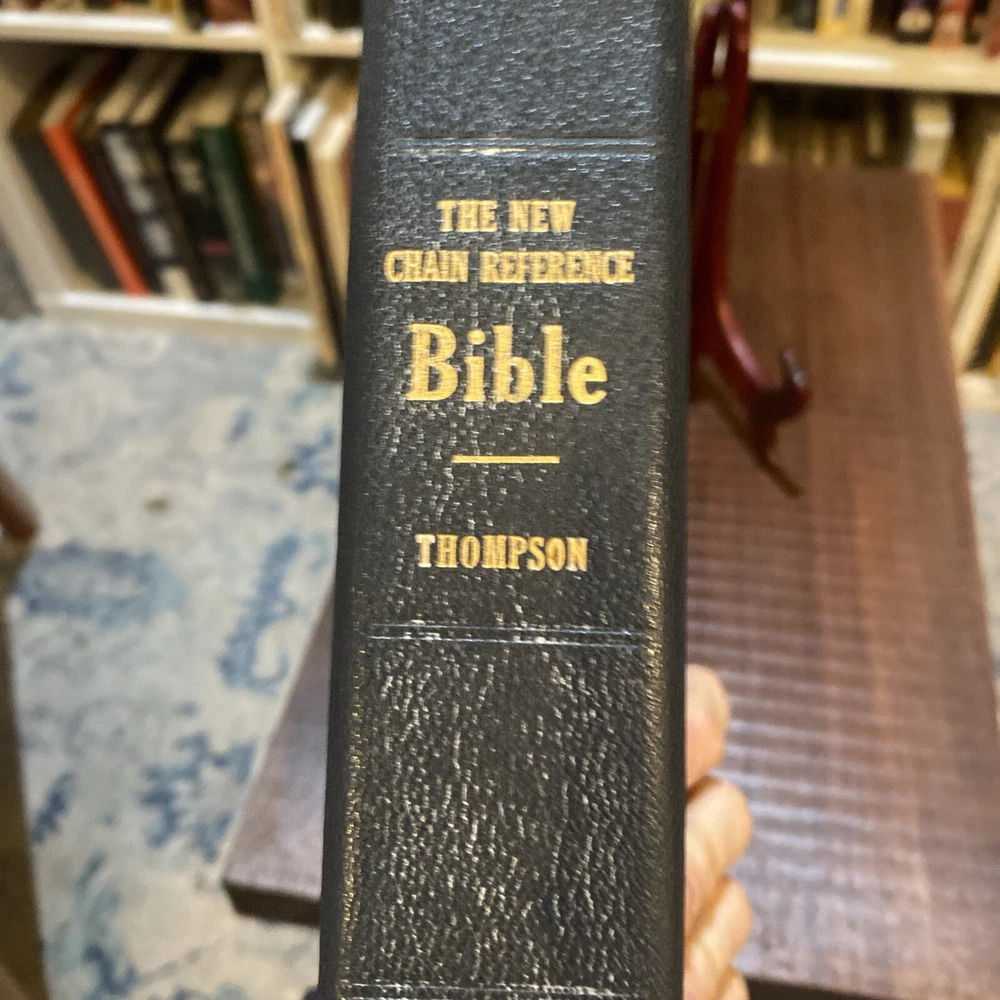 THE NEW
CHAIN REFERENCE
Bible
THOMPSON